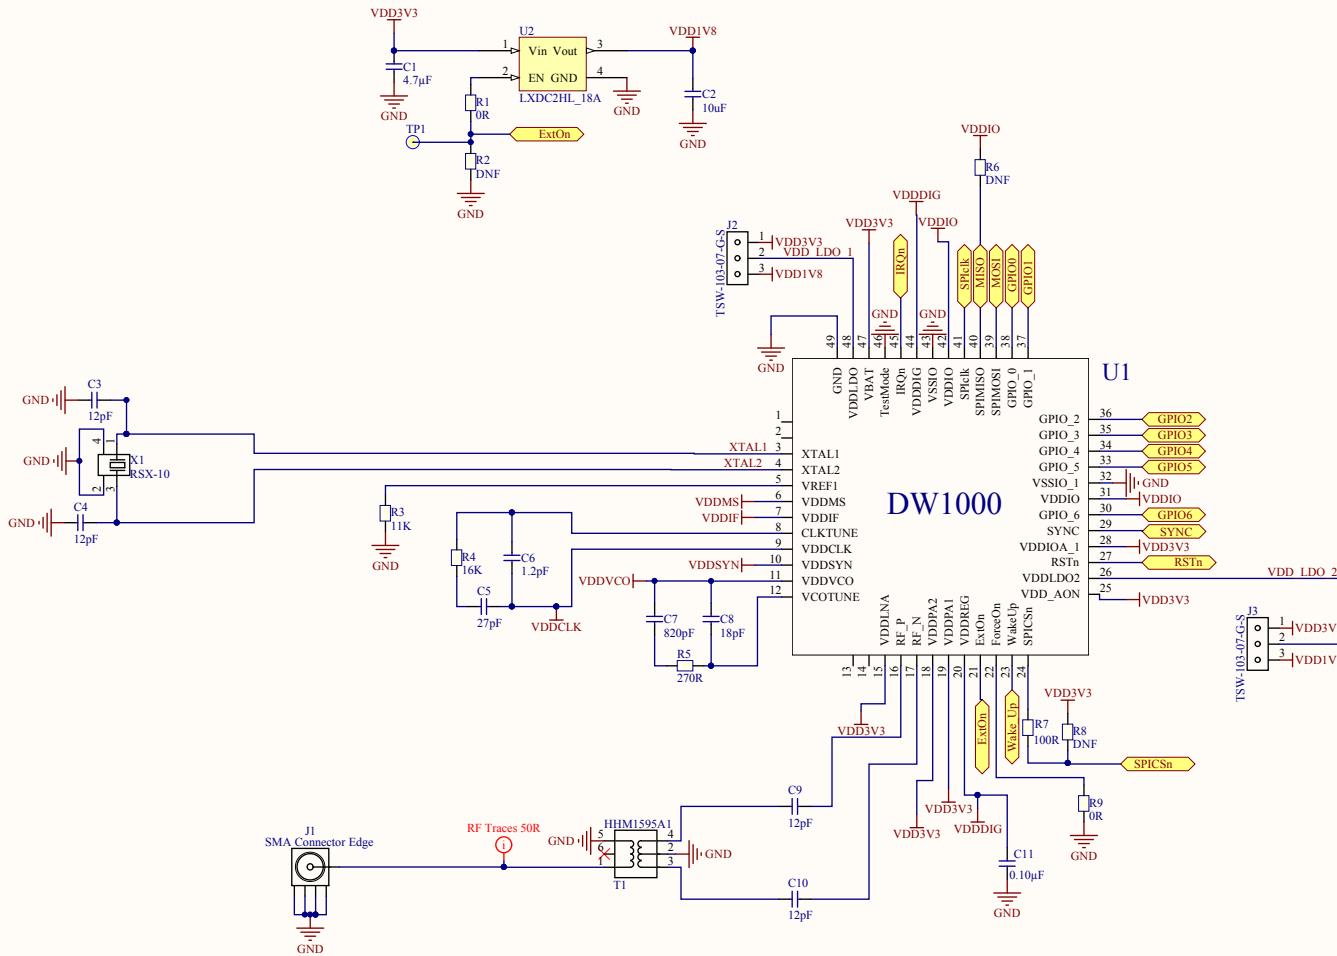 VDD3V3
U2
VDD1V8
1 Vin Vout 3
2 EN GND 4
LXDC2HL_18A
C1
4.7µF
GND
R1
0R
GND
C2
10uF
GND
TP1
ExtOn
R2
DNF
GND
VDDIO
R6
DNF
VDDDIG
VDDIO
VDD3V3
J2
TSW-103-07-G-S
1 VDD3V3
2 VDD_LDO_1
3 VDD1V8
IRQn
SPIclk
MISO
MOSI
GPIO0
GPIO1
GND
GND
GND
49 48 47 46 45 44 43 42 41 40 39 38 37
GND
VDDLDO
VBAT
TestMode
IRQn
VDDDIG
VSSIO
VDDIO
SPIclk
SPIMISO
SPIMOSI
GPIO_0
GPIO_1
U1
DW1000
C3
12pF
GND
GND
4 1
X1
RSX-10
2 3
C4
GND
12pF
1
2
XTAL1 3 XTAL1
XTAL2 4 XTAL2
5 VREF1
VDDMS 6 VDDMS
VDDIF 7 VDDIF
8 CLKTUNE
9 VDDCLK
VDDSYN 10 VDDSYN
VDDVCO 11 VDDVCO
12 VCOTUNE
R3
11K
GND
R4
16K
C6
1.2pF
C5
27pF
VDDCLK
C7
820pF
C8
18pF
R5
270R
GPIO_2 36 GPIO2
GPIO_3 35 GPIO3
GPIO_4 34 GPIO4
GPIO_5 33 GPIO5
VSSIO_1 32 GND
VDDIO 31 VDDIO
GPIO_6 30 GPIO6
SYNC 29 SYNC
VDDIOA_1 28 VDD3V3
RSTn 27 RSTn
VDDLDO2 26 VDD_LDO_2
VDD_AON 25 VDD3V3
J3
TSW-103-07-G-S
1 VDD3V
2
3 VDD1V
VDDLNA
RF_P
RF_N
VDDPA2
VDDPA1
VDDREG
ExtOn
ForceOn
WakeUp
SPICSn
13 14 15 16 17 18 19 20 21 22 23 24
VDD3V3
ExtOn
Wake_Up
VDD3V3
R7
100R
R8
DNF
SPICSn
R9
0R
GND
VDD3V3
VDD3V3
VDDDIG
C11
0.10µF
GND
C9
12pF
C10
12pF
HHM1595A1
GND 5 4
6 2 GND
1 3
T1
RF Traces 50R
i
J1
SMA Connector Edge
GND